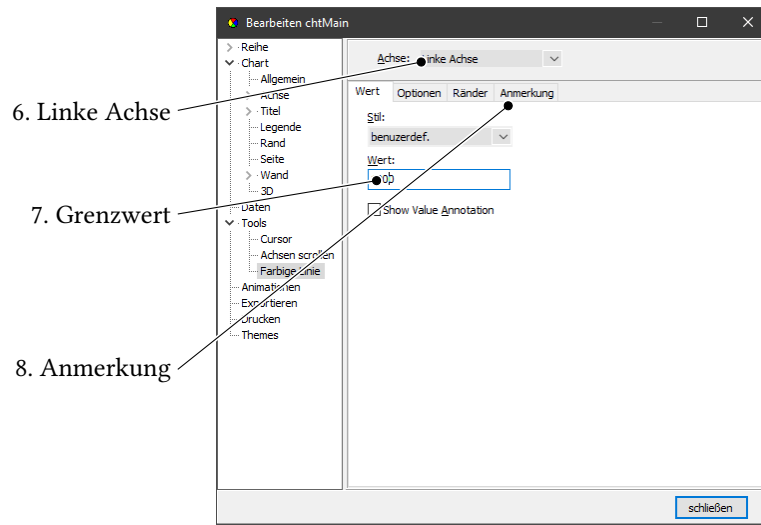 Bearbeiten chtMain
Reihe
Chart
Allgemein
Achse
Titel
Legende
Rand
Seite
Wand
3D
Daten
Tools
Cursor
Achsen scrollen
Farbige Linie
Animationen
Exportieren
Drucken
Themes
Achse: Linke Achse
Wert Optionen Ränder Anmerkung
Stil:
benuzerdef.
Wert:
Show Value Annotation
schließen
6. Linke Achse
7. Grenzwert
8. Anmerkung